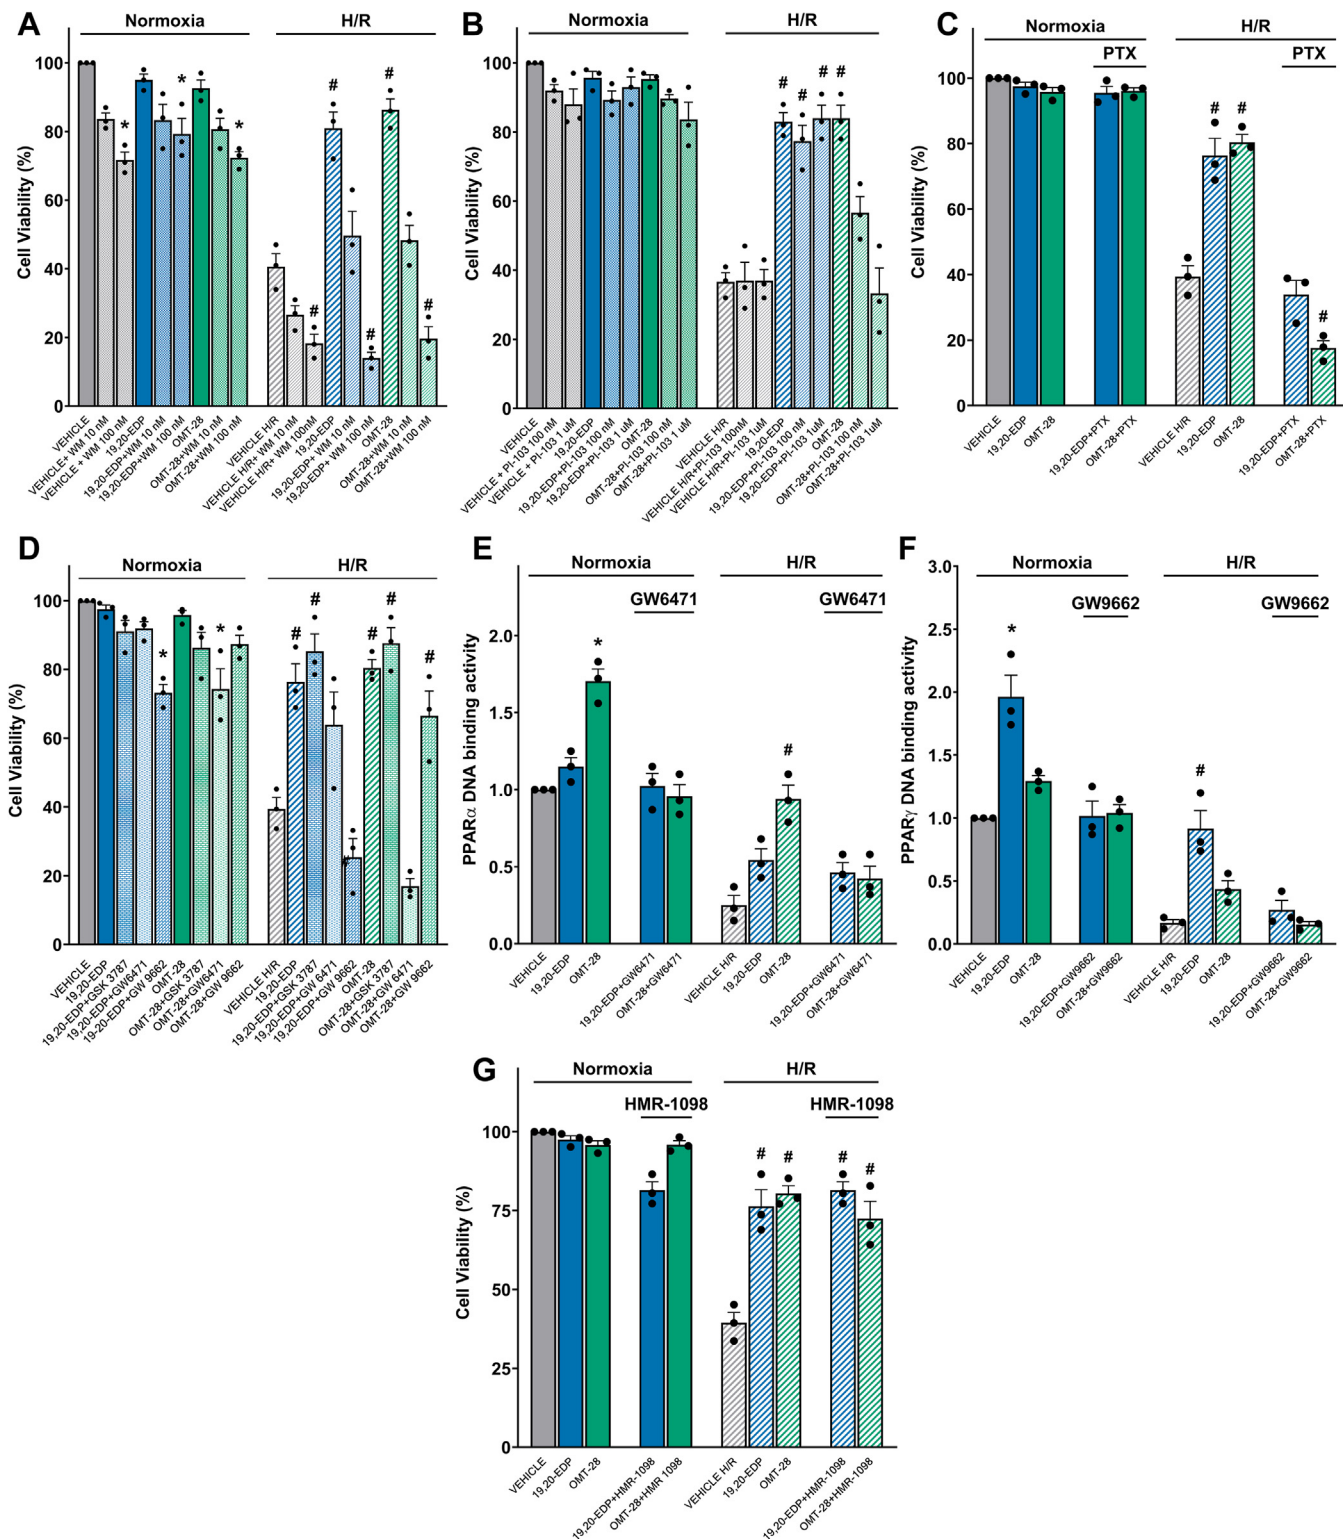 A
Normoxia
H/R
Cell Viability (%)
100
80
60
40
20
0
*
*
*
#
#
#
#
#
VEHICLE
VEHICLE+ WM 10 nM
VEHICLE + WM 100 nM
19,20-EDP
19,20-EDP+WM 10 nM
19,20-EDP+WM 100 nM
OMT-28
OMT-28+WM 10 nM
OMT-28+WM 100 nM
VEHICLE H/R
VEHICLE H/R+ WM 10 nM
VEHICLE H/R+ WM 100nM
19,20-EDP
19,20-EDP+ WM 10 nM
19,20-EDP+ WM 100 nM
OMT-28
OMT-28+WM 10 nM
OMT-28+WM 100 nM
B
Normoxia
H/R
Cell Viability (%)
100
80
60
40
20
0
#
#
#
#
VEHICLE
VEHICLE + PI-103 100 nM
VEHICLE + PI-103 1 uM
19,20-EDP
19,20-EDP+PI-103 100 nM
19,20-EDP+PI-103 1 uM
OMT-28
OMT-28+PI-103 100 nM
OMT-28+PI-103 1 uM
VEHICLE H/R
VEHICLE H/R+PI-103 100nM
VEHICLE H/R+PI-103 1uM
19,20-EDP
19,20-EDP+PI-103 100 nM
19,20-EDP+PI-103 1uM
OMT-28
OMT-28+PI-103 100 nM
OMT-28+PI-103 1uM
C
Normoxia
H/R
PTX
PTX
Cell Viability (%)
100
80
60
40
20
0
#
#
#
VEHICLE
19,20-EDP
OMT-28
19,20-EDP+PTX
OMT-28+PTX
VEHICLE H/R
19,20-EDP
OMT-28
19,20-EDP+PTX
OMT-28+PTX
D
Normoxia
H/R
Cell Viability (%)
100
80
60
40
20
0
*
*
#
#
#
#
#
#
VEHICLE
19,20-EDP
19,20-EDP+GSK 3787
19,20-EDP+GW6471
19,20-EDP+GW 9662
OMT-28
OMT-28+GSK 3787
OMT-28+GW6471
OMT-28+GW 9662
VEHICLE H/R
19,20-EDP
19,20-EDP+GSK 3787
19,20-EDP+GW 6471
19,20-EDP+GW 9662
OMT-28
OMT-28+GSK 3787
OMT-28+GW 6471
OMT-28+GW 9662
E
Normoxia
H/R
GW6471
GW6471
PPARα DNA binding activity
2.0
1.5
1.0
0.5
0.0
*
#
VEHICLE
19,20-EDP
OMT-28
19,20-EDP+GW6471
OMT-28+GW6471
VEHICLE H/R
19,20-EDP
OMT-28
19,20-EDP+GW6471
OMT-28+GW6471
F
Normoxia
H/R
GW9662
GW9662
PPARγ DNA binding activity
3.0
2.5
2.0
1.5
1.0
0.5
0.0
*
#
VEHICLE
19,20-EDP
OMT-28
19,20-EDP+GW9662
OMT-28+GW9662
VEHICLE H/R
19,20-EDP
OMT-28
19,20-EDP+GW9662
OMT-28+GW9662
G
Normoxia
H/R
HMR-1098
HMR-1098
Cell Viability (%)
100
75
50
25
0
#
#
#
#
VEHICLE
19,20-EDP
OMT-28
19,20-EDP+HMR-1098
OMT-28+HMR 1098
VEHICLE H/R
19,20-EDP
OMT-28
19,20-EDP+HMR-1098
OMT-28+HMR-1098